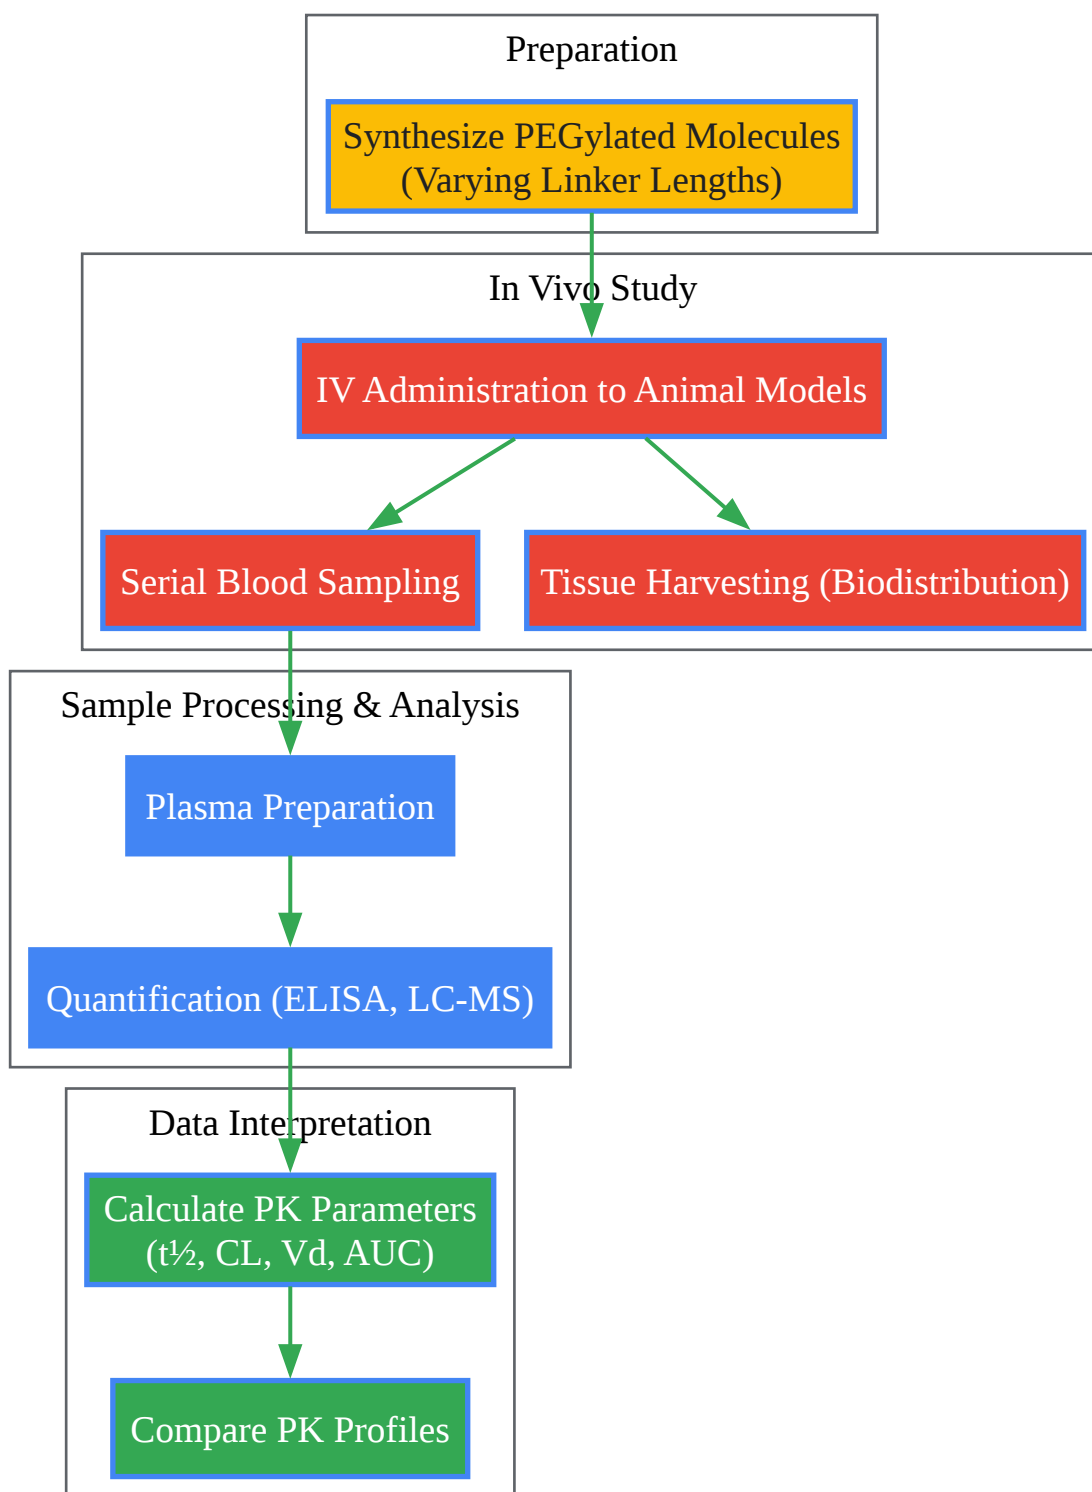 Preparation
Synthesize PEGylated Molecules
(Varying Linker Lengths)
In Vivo Study
IV Administration to Animal Models
Serial Blood Sampling
Tissue Harvesting (Biodistribution)
Sample Processing & Analysis
Plasma Preparation
Quantification (ELISA, LC-MS)
Data Interpretation
Calculate PK Parameters
(t½, CL, Vd, AUC)
Compare PK Profiles